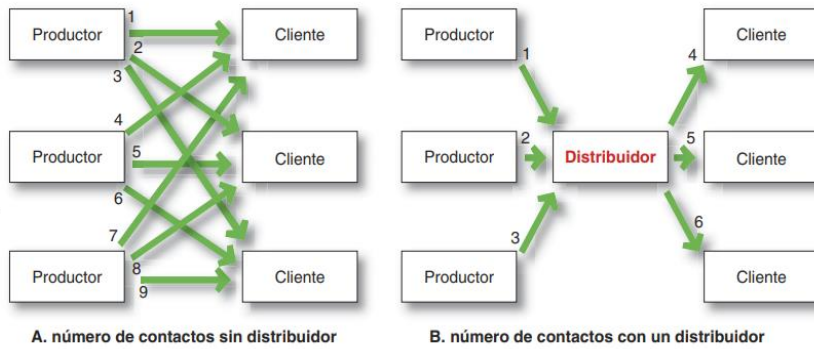 Productor
1
2
3
Cliente
Productor
4
5
6
Cliente
Productor
7
8
9
Cliente
A. número de contactos sin distribuidor
Productor
1
Productor
2
Productor
3
Distribuidor
4
Cliente
5
Cliente
6
Cliente
B. número de contactos con un distribuidor